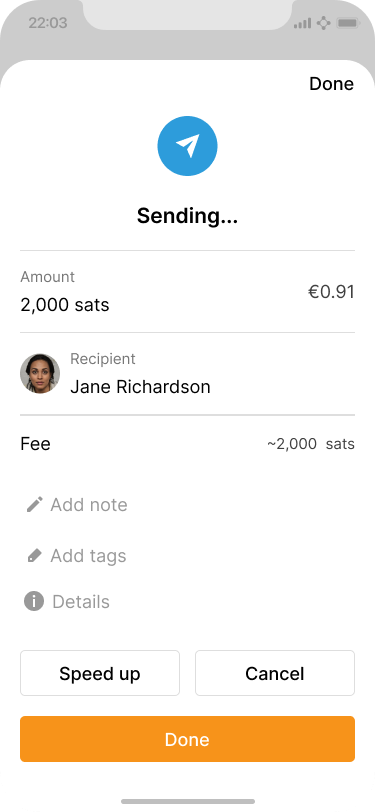 22:03
Done
Sending...
Amount
2,000 sats
€0.91
Recipient
Jane Richardson
Fee
~2,000 sats
Add note
Add tags
Details
Speed up
Cancel
Done